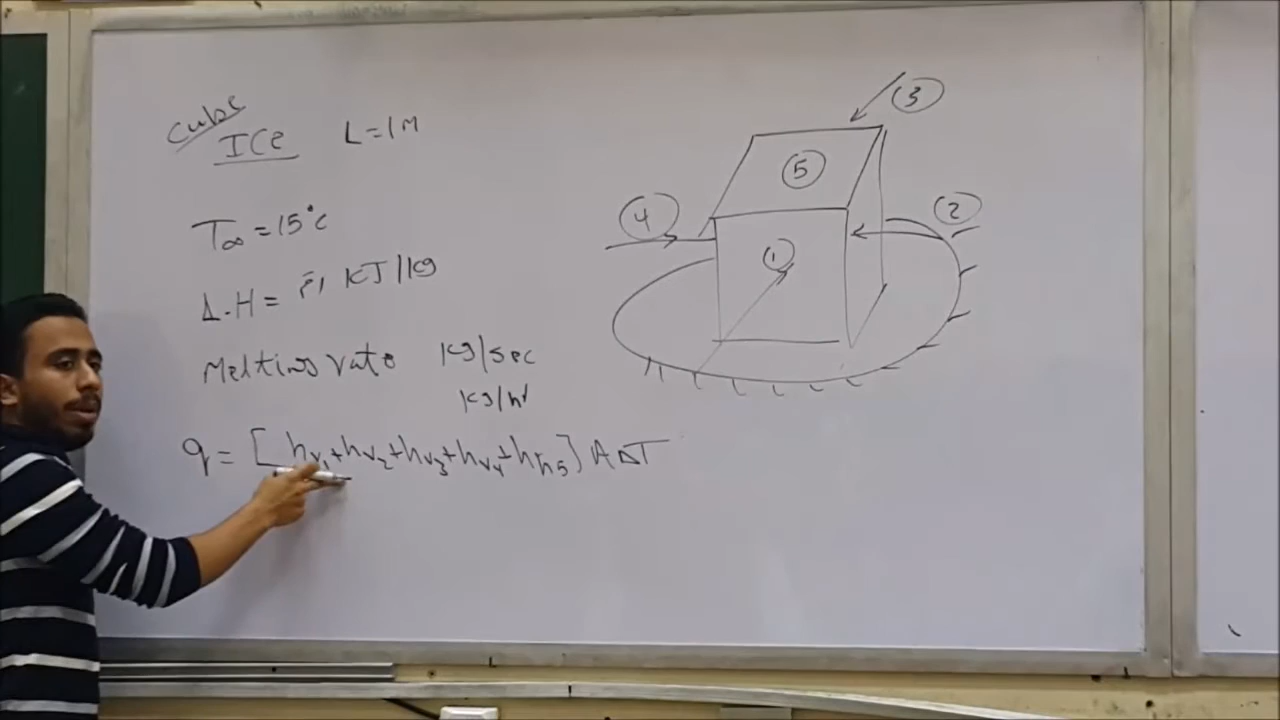 Cube
ICe L=1M
T∞ = 15°C
Δ.H = KJ/Kg
Melting rate Kg/sec
Kg/hr
q = [hv1+hv2+hv3+hv4+hh5] A ΔT
3
5
4
2
1